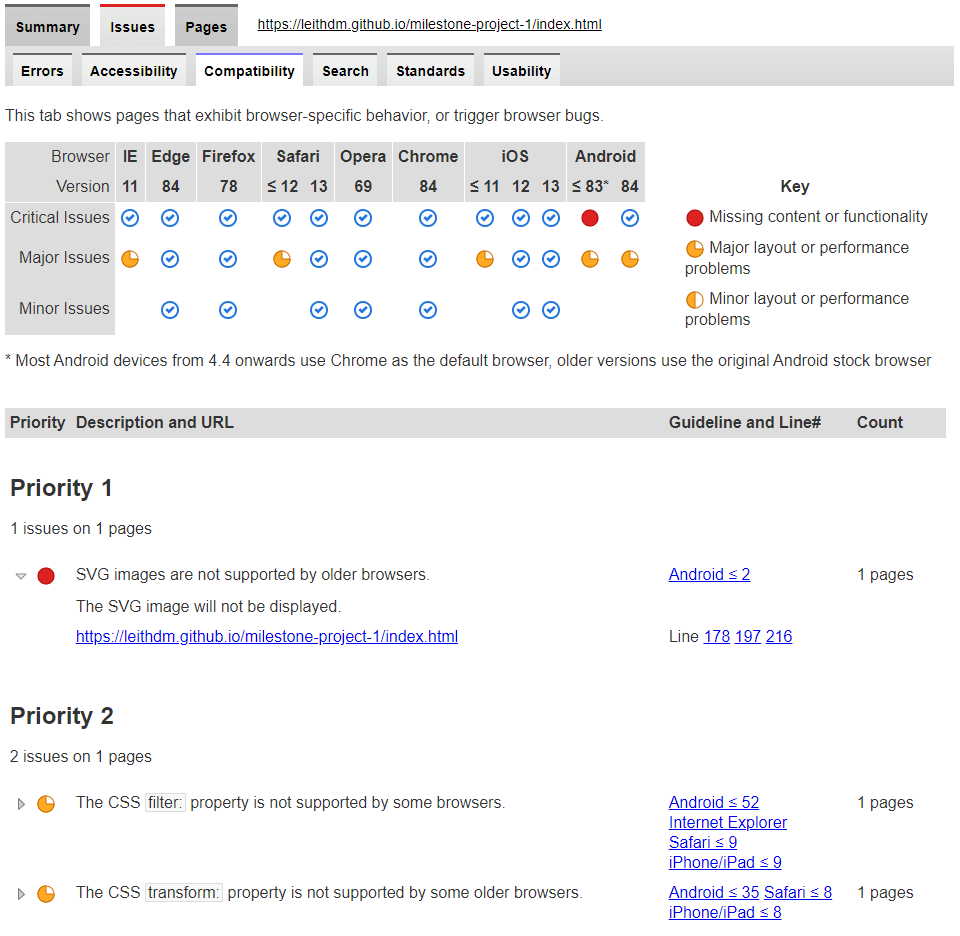 Summary Issues Pages https://leithdm.github.io/milestone-project-1/index.html
Errors Accessibility Compatibility Search Standards Usability
This tab shows pages that exhibit browser-specific behavior, or trigger browser bugs.
Browser IE Edge Firefox Safari Opera Chrome iOS Android
Version 11 84 78 ≤ 12 13 69 84 ≤ 11 12 13 ≤ 83* 84 Key
Critical Issues Missing content or functionality
Major Issues Major layout or performance
problems
Minor Issues Minor layout or performance
problems
* Most Android devices from 4.4 onwards use Chrome as the default browser, older versions use the original Android stock browser
Priority Description and URL Guideline and Line# Count
Priority 1
1 issues on 1 pages
SVG images are not supported by older browsers. Android ≤ 2 1 pages
The SVG image will not be displayed.
https://leithdm.github.io/milestone-project-1/index.html Line 178 197 216
Priority 2
2 issues on 1 pages
The CSS filter: property is not supported by some browsers. Android ≤ 52 1 pages
Internet Explorer
Safari ≤ 9
iPhone/iPad ≤ 9
The CSS transform: property is not supported by some older browsers. Android ≤ 35 Safari ≤ 8 1 pages
iPhone/iPad ≤ 8